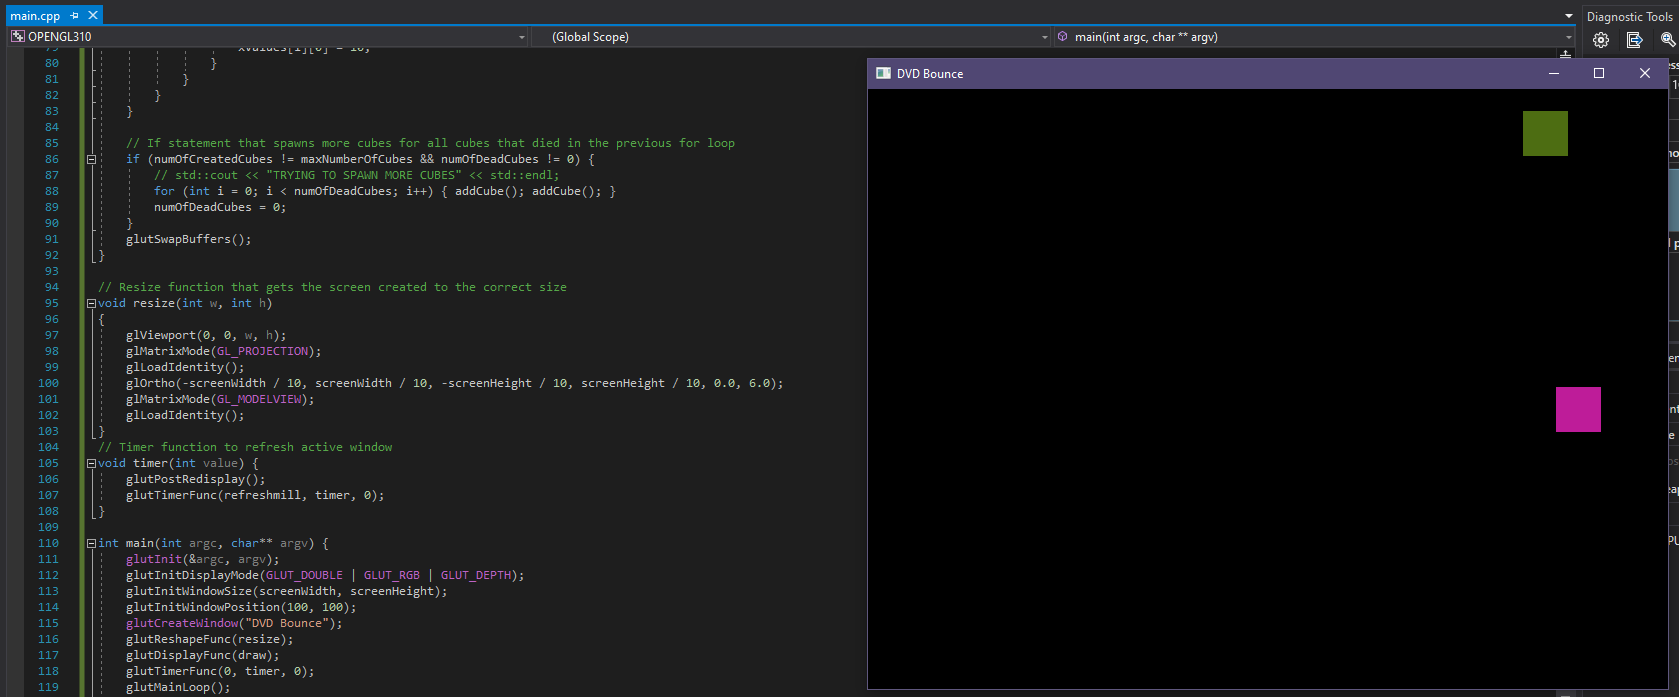 main.cpp
Diagnostic Tools
OPENGL310
(Global Scope)
main(int argc, char ** argv)
DVD Bounce
80 }
81 }
82 }
83 }
84
85 // If statement that spawns more cubes for all cubes that died in the previous for loop
86 if (numOfCreatedCubes != maxNumberOfCubes && numOfDeadCubes != 0) {
87 // std::cout << "TRYING TO SPAWN MORE CUBES" << std::endl;
88 for (int i = 0; i < numOfDeadCubes; i++) { addCube(); addCube(); }
89 numOfDeadCubes = 0;
90 }
91 glutSwapBuffers();
92 }
93
94 // Resize function that gets the screen created to the correct size
95 void resize(int w, int h)
96 {
97 glViewport(0, 0, w, h);
98 glMatrixMode(GL_PROJECTION);
99 glLoadIdentity();
100 glOrtho(-screenWidth / 10, screenWidth / 10, -screenHeight / 10, screenHeight / 10, 0.0, 6.0);
101 glMatrixMode(GL_MODELVIEW);
102 glLoadIdentity();
103 }
104 // Timer function to refresh active window
105 void timer(int value) {
106 glutPostRedisplay();
107 glutTimerFunc(refreshmill, timer, 0);
108 }
109
110 int main(int argc, char** argv) {
111 glutInit(&argc, argv);
112 glutInitDisplayMode(GLUT_DOUBLE | GLUT_RGB | GLUT_DEPTH);
113 glutInitWindowSize(screenWidth, screenHeight);
114 glutInitWindowPosition(100, 100);
115 glutCreateWindow("DVD Bounce");
116 glutReshapeFunc(resize);
117 glutDisplayFunc(draw);
118 glutTimerFunc(0, timer, 0);
119 glutMainLoop();